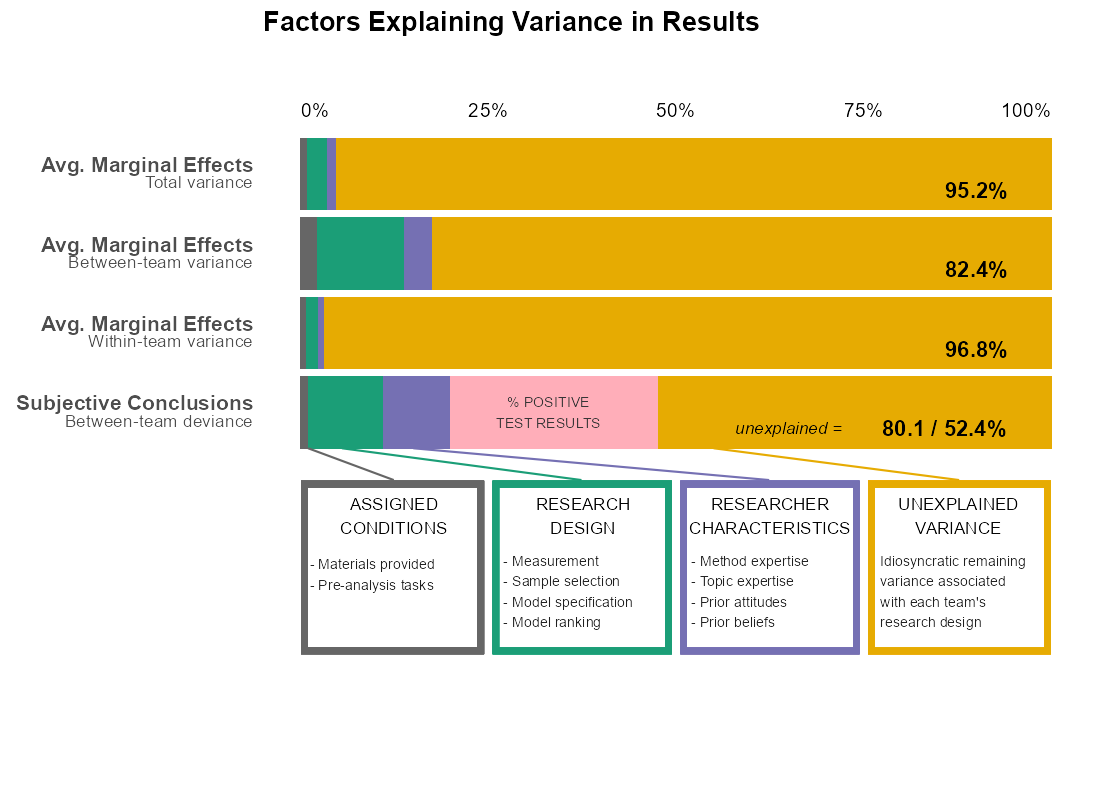 Factors Explaining Variance in Results
0% 25% 50% 75% 100%
Avg. Marginal Effects
Total variance
95.2%
Avg. Marginal Effects
Between-team variance
82.4%
Avg. Marginal Effects
Within-team variance
96.8%
Subjective Conclusions
Between-team deviance
% POSITIVE
TEST RESULTS
unexplained = 80.1 / 52.4%
ASSIGNED
CONDITIONS
- Materials provided
- Pre-analysis tasks
RESEARCH
DESIGN
- Measurement
- Sample selection
- Model specification
- Model ranking
RESEARCHER
CHARACTERISTICS
- Method expertise
- Topic expertise
- Prior attitudes
- Prior beliefs
UNEXPLAINED
VARIANCE
Idiosyncratic remaining
variance associated
with each team's
research design